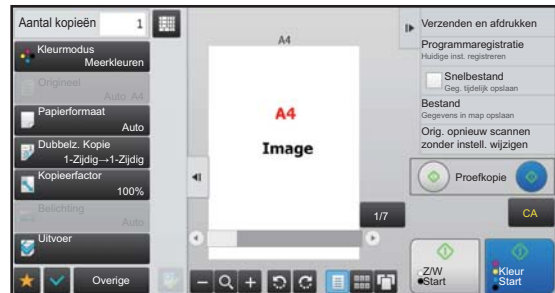 Aantal kopieën 1
Kleurmodus
Meerkleuren
Origineel
Auto A4
Papierformaat
Auto
Dubbelz. Kopie
1-Zijdig→1-Zijdig
Kopieerfactor
100%
Belichting
Auto
Uitvoer
Overige
A4
A4
Image
1/7
Verzenden en afdrukken
Programmaregistratie
Huidige inst. registreren
Snelbestand
Geg. tijdelijk opslaan
Bestand
Gegevens in map opslaan
Orig. opnieuw scannen
zonder instell. wijzigen
Proefkopie
CA
Z/W
Start
Kleur
Start